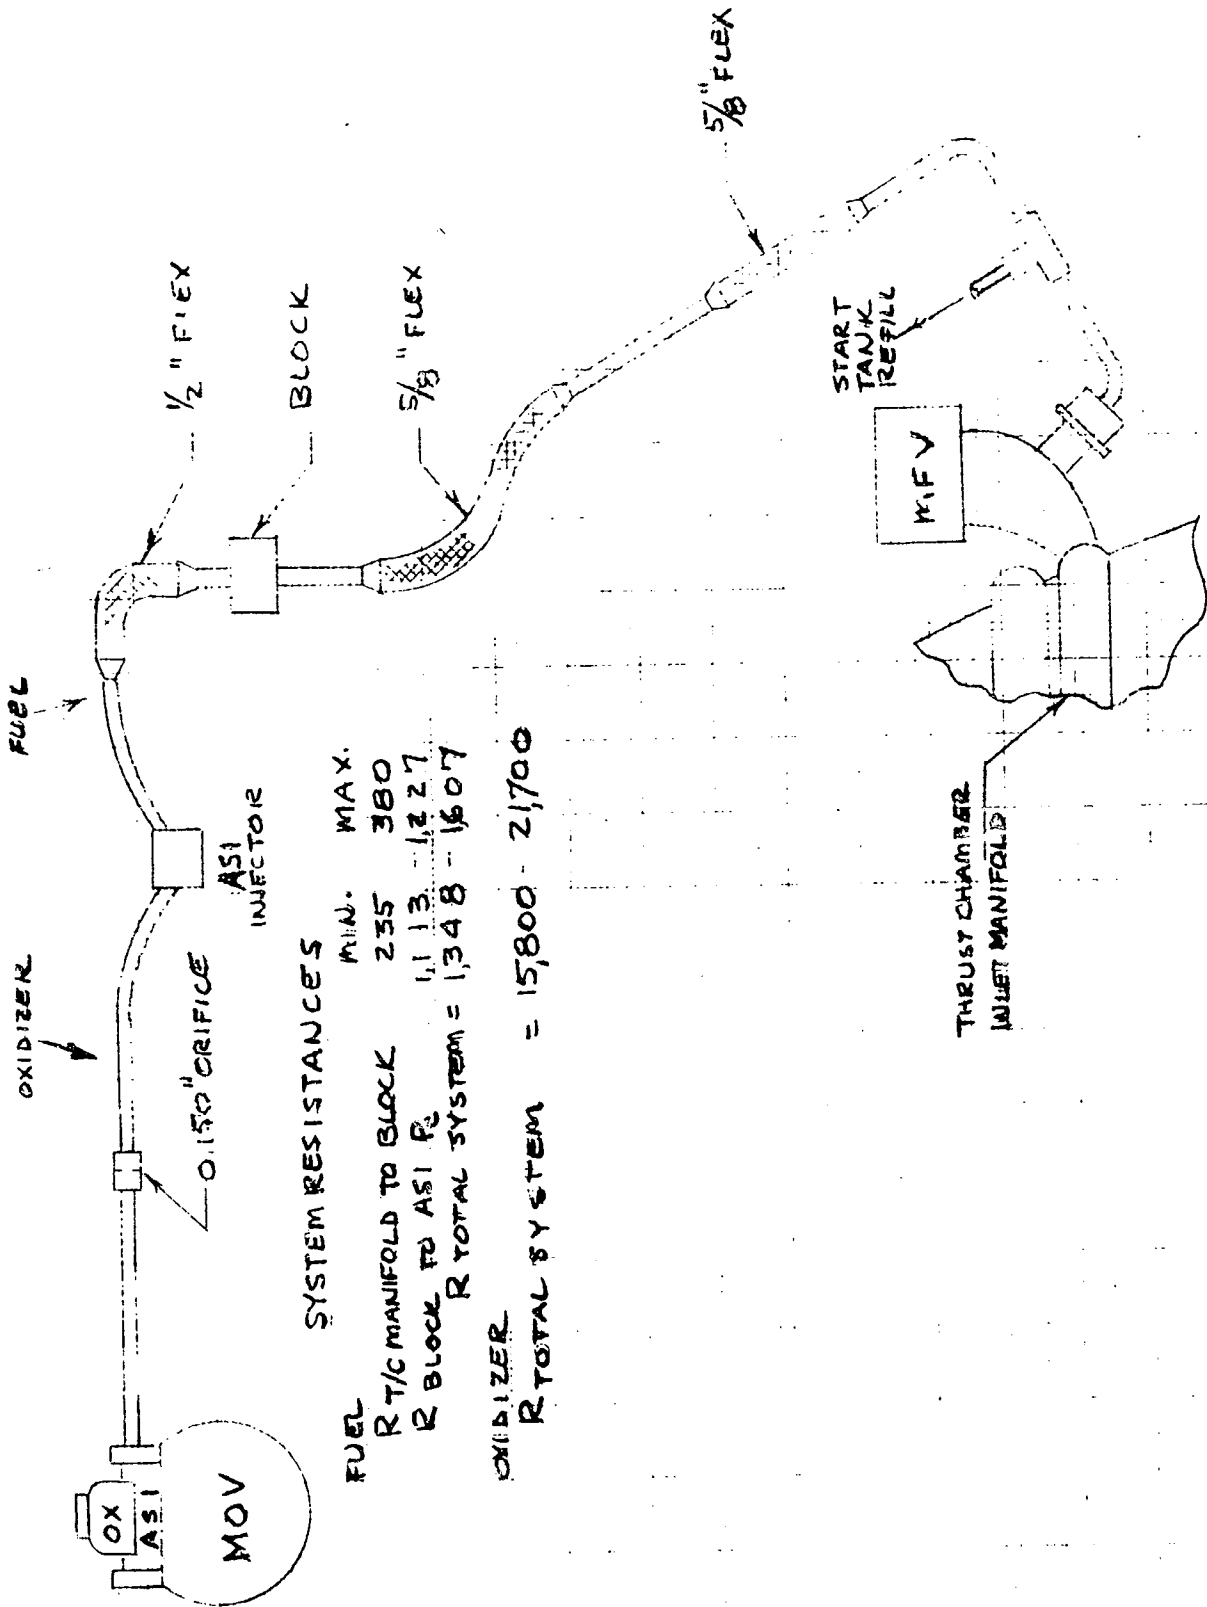 OXIDIZER
FUEL
OX
ASI
MOV
0.150" ORIFICE
ASI
INJECTOR
1/2" FLEX
BLOCK
5/8" FLEX
5/8" FLEX
SYSTEM RESISTANCES
MIN. MAX.
FUEL
R T/C MANIFOLD TO BLOCK 235 380
R BLOCK TO ASI Pc 1,113 - 1,227
R TOTAL SYSTEM = 1,348 - 1,607
OXIDIZER
R TOTAL SYSTEM = 15,800 - 21,700
START
TANK
REFILL
MFV
THRUST CHAMBER
INLET MANIFOLD